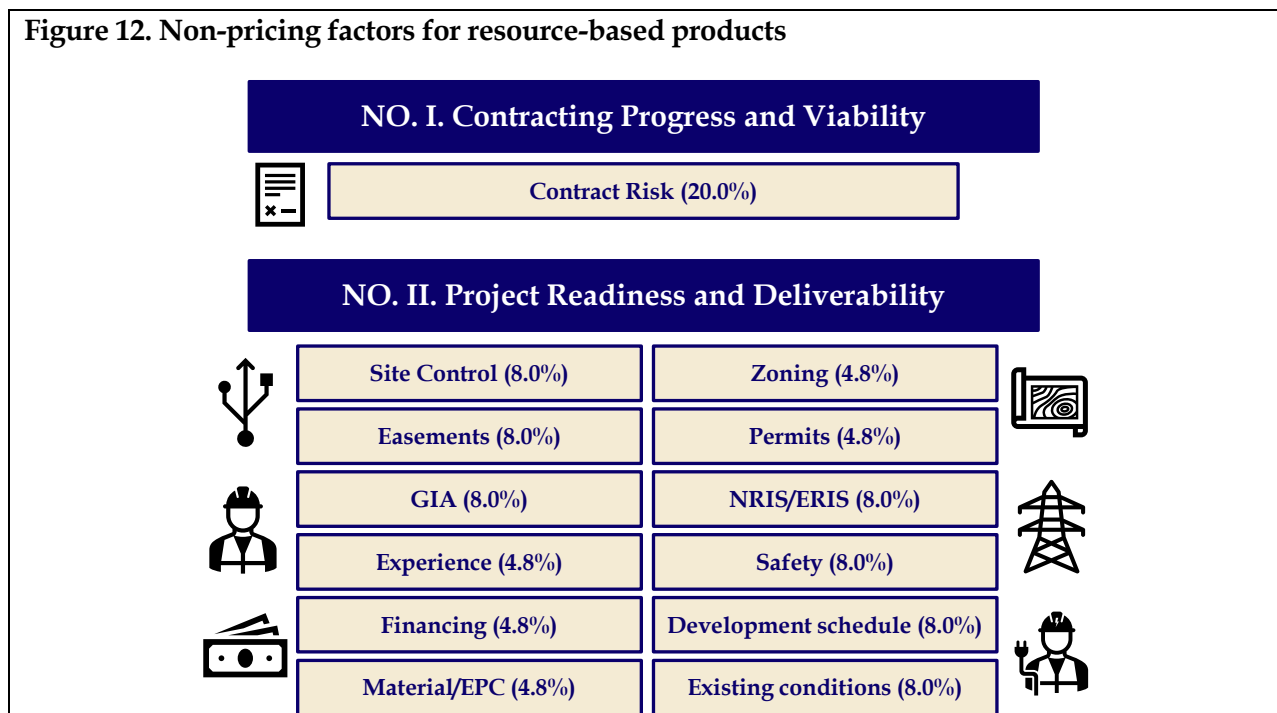 Figure 12. Non-pricing factors for resource-based products
NO. I. Contracting Progress and Viability
Contract Risk (20.0%)
NO. II. Project Readiness and Deliverability
Site Control (8.0%)
Zoning (4.8%)
Easements (8.0%)
Permits (4.8%)
GIA (8.0%)
NRIS/ERIS (8.0%)
Experience (4.8%)
Safety (8.0%)
Financing (4.8%)
Development schedule (8.0%)
Material/EPC (4.8%)
Existing conditions (8.0%)